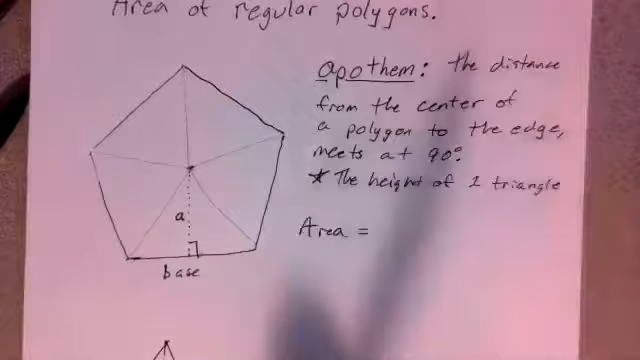 Area of regular polygons.
apothem: the distance
from the center of
a polygon to the edge,
meets at 90°.
* The height of 1 triangle
a
Area =
base